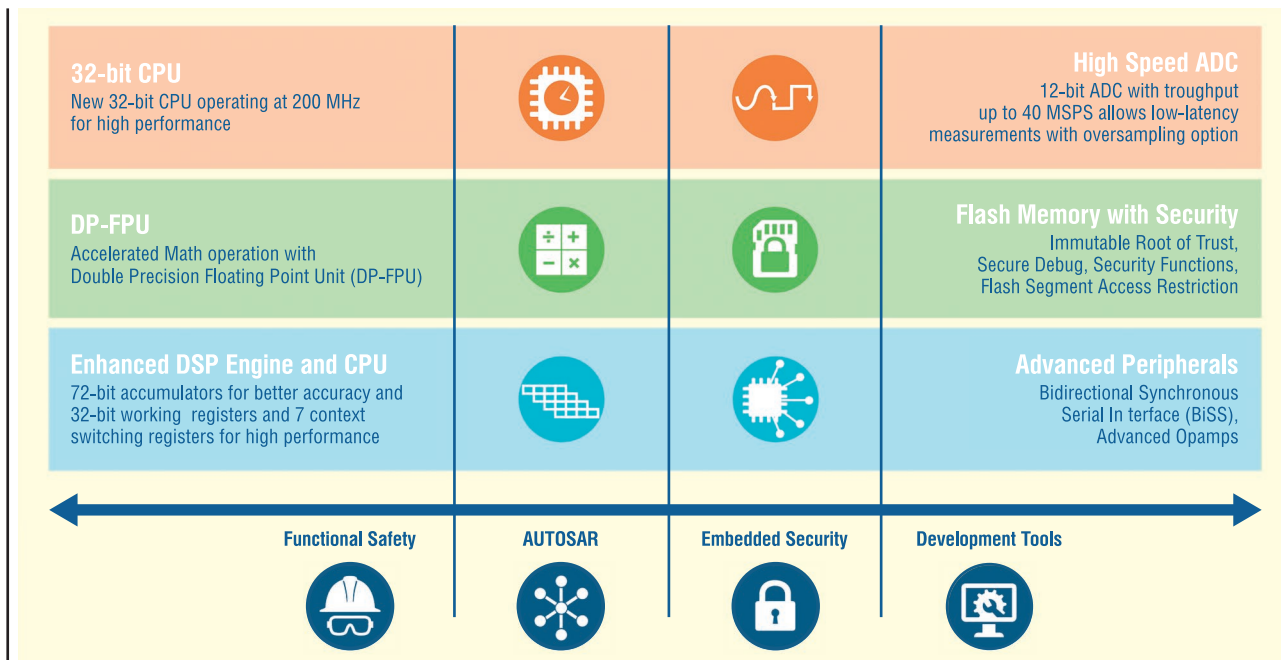 32-bit CPU
New 32-bit CPU operating at 200 MHz
for high performance
High Speed ADC
12-bit ADC with troughput
up to 40 MSPS allows low-latency
measurements with oversampling option
DP-FPU
Accelerated Math operation with
Double Precision Floating Point Unit (DP-FPU)
Flash Memory with Security
Immutable Root of Trust,
Secure Debug, Security Functions,
Flash Segment Access Restriction
Enhanced DSP Engine and CPU
72-bit accumulators for better accuracy and
32-bit working registers and 7 context
switching registers for high performance
Advanced Peripherals
Bidirectional Synchronous
Serial In terface (BiSS),
Advanced Opamps
Functional Safety
AUTOSAR
Embedded Security
Development Tools